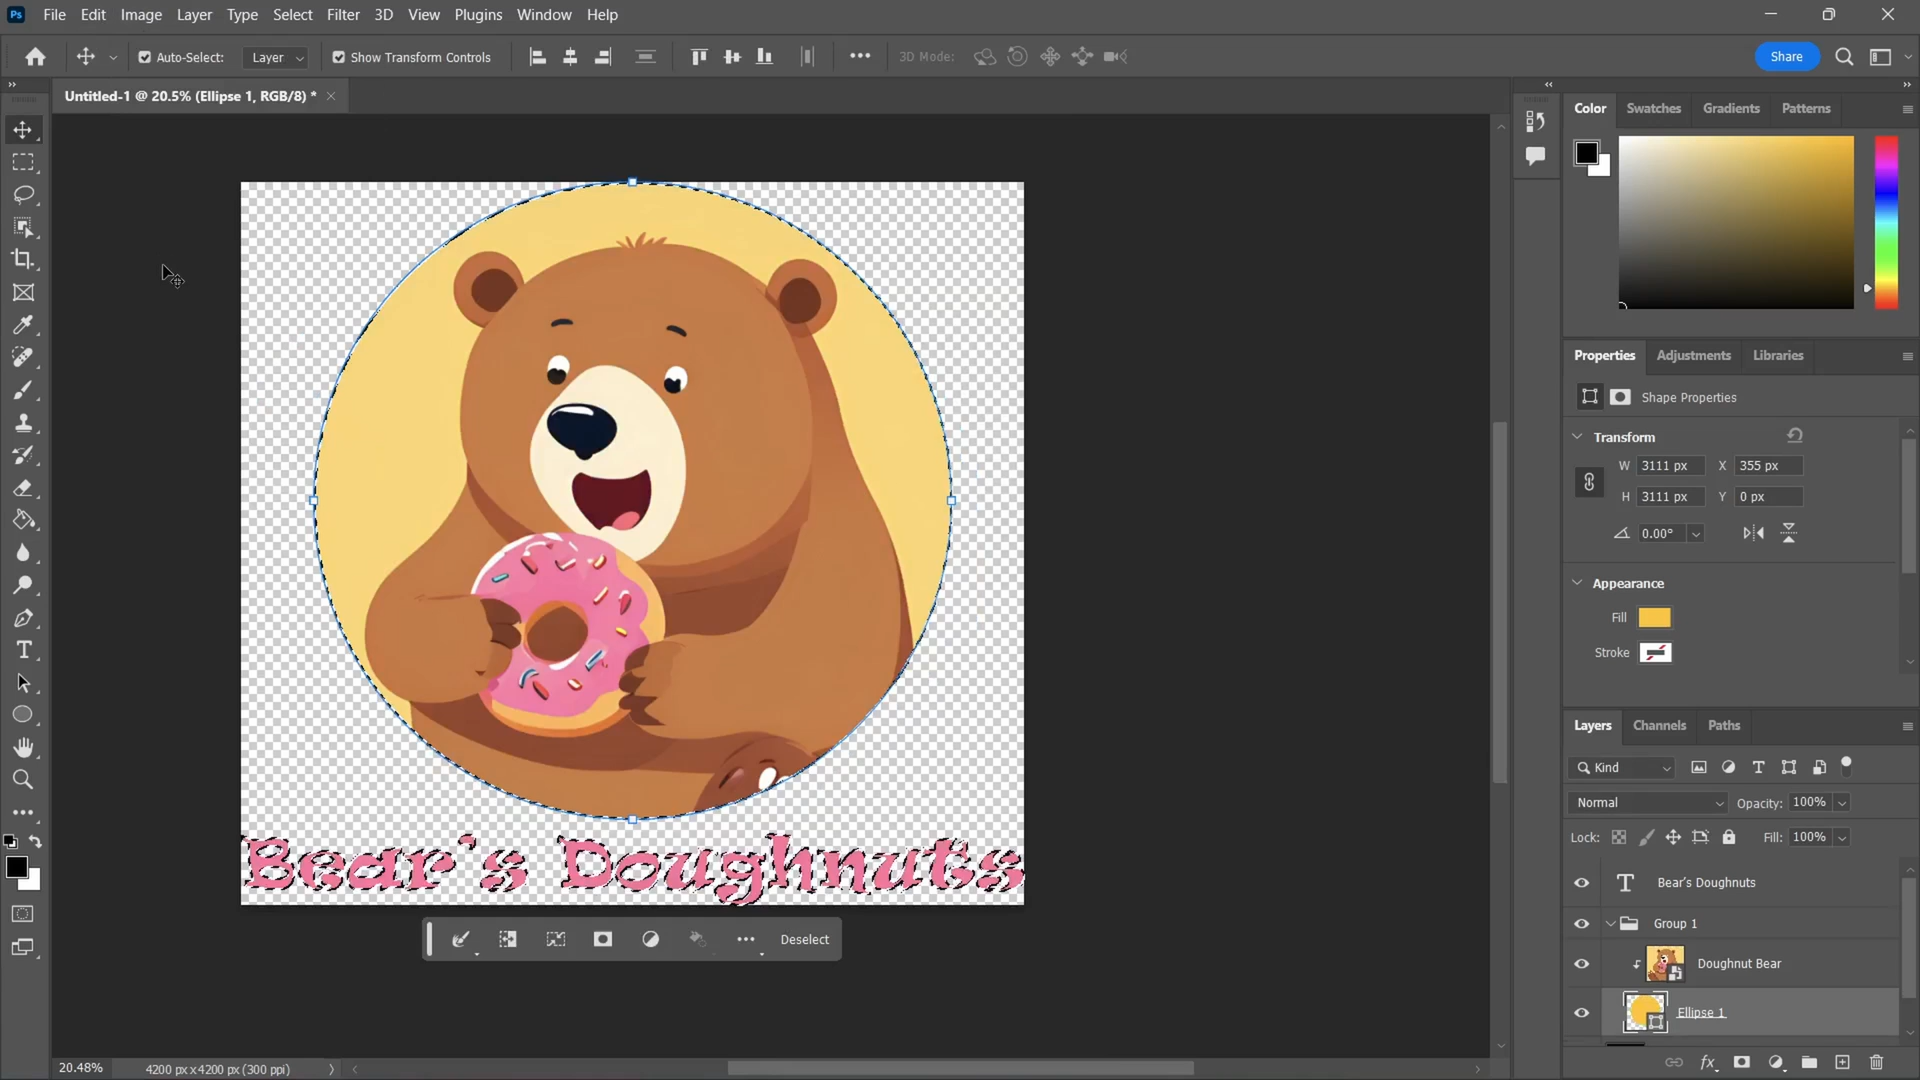 Ps File Edit Image Layer Type Select Filter 3D View Plugins Window Help
Auto-Select: Layer Show Transform Controls 3D Mode: Share
Untitled-1 @ 20.5% (Ellipse 1, RGB/8) *
Color Swatches Gradients Patterns
Properties Adjustments Libraries
Shape Properties
Transform
W 3111 px X 355 px
H 3111 px Y 0 px
0.00°
Appearance
Fill
Stroke
Layers Channels Paths
Kind
Normal Opacity: 100%
Lock: Fill: 100%
Bear's Doughnuts
T Bear's Doughnuts
Group 1
Deselect
Doughnut Bear
Ellipse 1
fx
20.48% 4200 px x 4200 px (300 ppi)